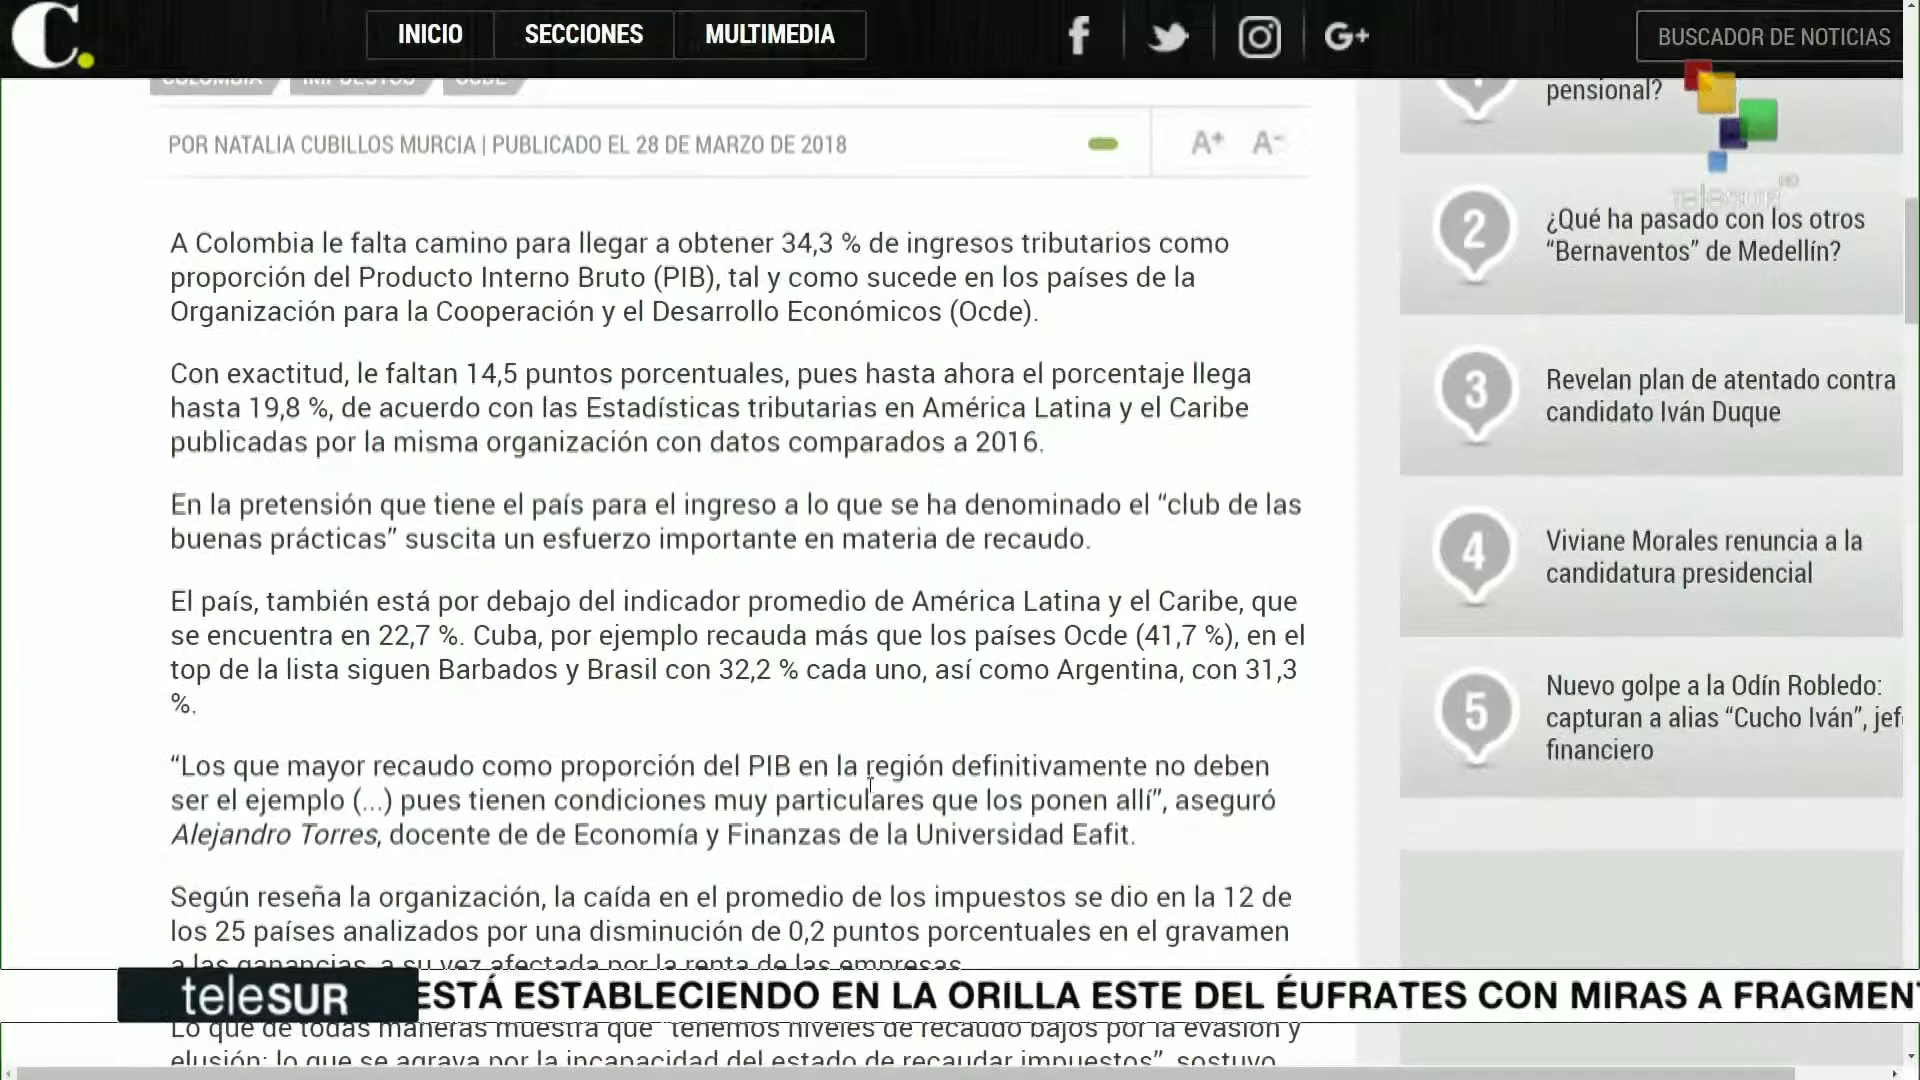 INICIO
SECCIONES
MULTIMEDIA
G+
BUSCADOR DE NOTICIAS
COLOMBIA
IMPUESTOS
OCDE
POR NATALIA CUBILLOS MURCIA | PUBLICADO EL 28 DE MARZO DE 2018
A+ A-
A Colombia le falta camino para llegar a obtener 34,3 % de ingresos tributarios como
proporción del Producto Interno Bruto (PIB), tal y como sucede en los países de la
Organización para la Cooperación y el Desarrollo Económicos (Ocde).
Con exactitud, le faltan 14,5 puntos porcentuales, pues hasta ahora el porcentaje llega
hasta 19,8 %, de acuerdo con las Estadísticas tributarias en América Latina y el Caribe
publicadas por la misma organización con datos comparados a 2016.
En la pretensión que tiene el país para el ingreso a lo que se ha denominado el “club de las
buenas prácticas” suscita un esfuerzo importante en materia de recaudo.
El país, también está por debajo del indicador promedio de América Latina y el Caribe, que
se encuentra en 22,7 %. Cuba, por ejemplo recauda más que los países Ocde (41,7 %), en el
top de la lista siguen Barbados y Brasil con 32,2 % cada uno, así como Argentina, con 31,3
%.
“Los que mayor recaudo como proporción del PIB en la región definitivamente no deben
ser el ejemplo (...) pues tienen condiciones muy particulares que los ponen allí”, aseguró
Alejandro Torres, docente de de Economía y Finanzas de la Universidad Eafit.
Según reseña la organización, la caída en el promedio de los impuestos se dio en la 12 de
los 25 países analizados por una disminución de 0,2 puntos porcentuales en el gravamen
a las ganancias, a su vez afectada por la renta de las empresas.
Lo que de todas maneras muestra que “tenemos niveles de recaudo bajos por la evasión y
elusión; lo que se agrava por la incapacidad del estado de recaudar impuestos”, sostuvo
pensional?
teleSUR HD
2
¿Qué ha pasado con los otros
“Bernaventos” de Medellín?
3
Revelan plan de atentado contra
candidato Iván Duque
4
Viviane Morales renuncia a la
candidatura presidencial
5
Nuevo golpe a la Odín Robledo:
capturan a alias “Cucho Iván”, jef
financiero
teleSUR
ESTÁ ESTABLECIENDO EN LA ORILLA ESTE DEL ÉUFRATES CON MIRAS A FRAGMEN